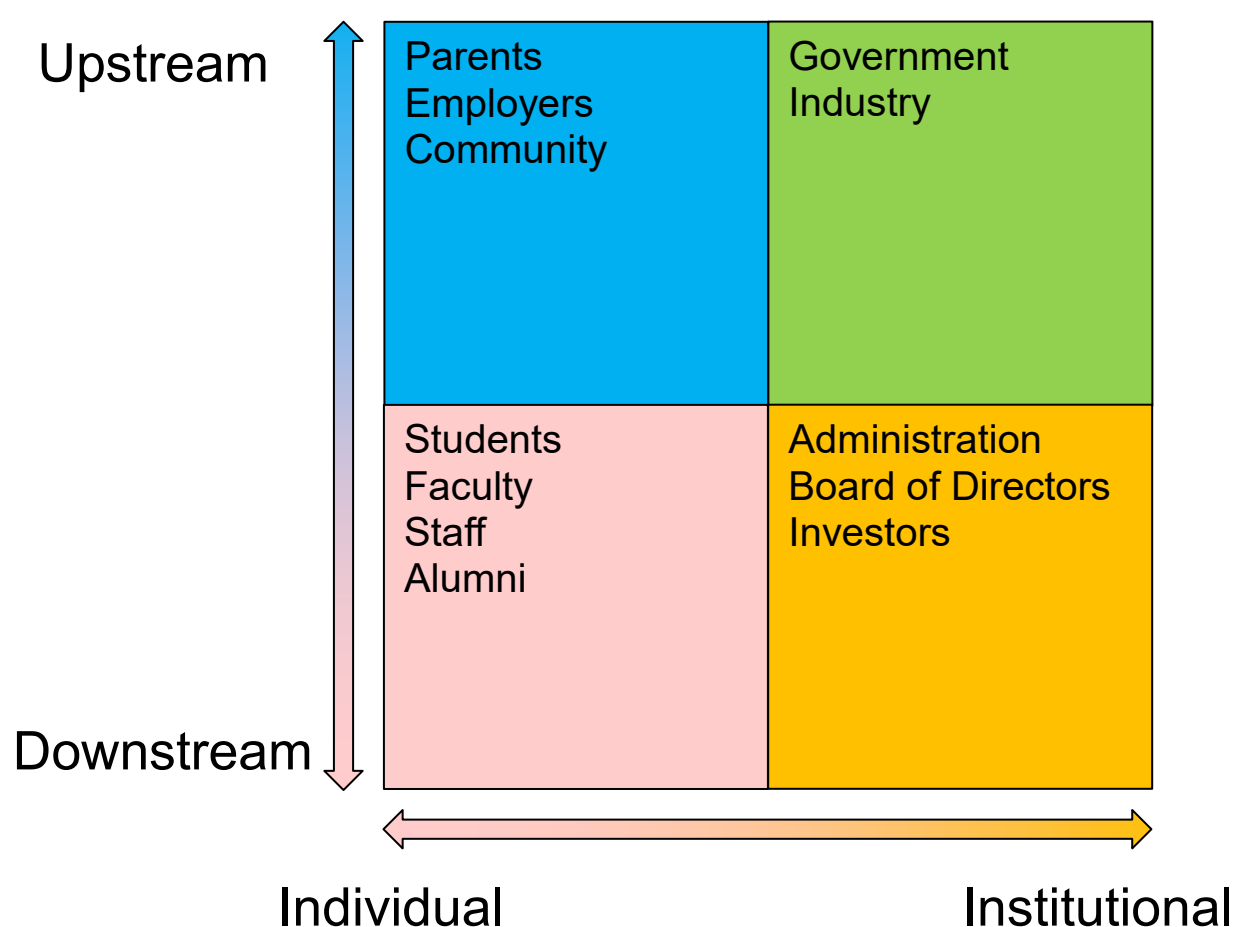 Upstream
Parents
Employers
Community
Government
Industry
Students
Faculty
Staff
Alumni
Administration
Board of Directors
Investors
Downstream
Individual
Institutional